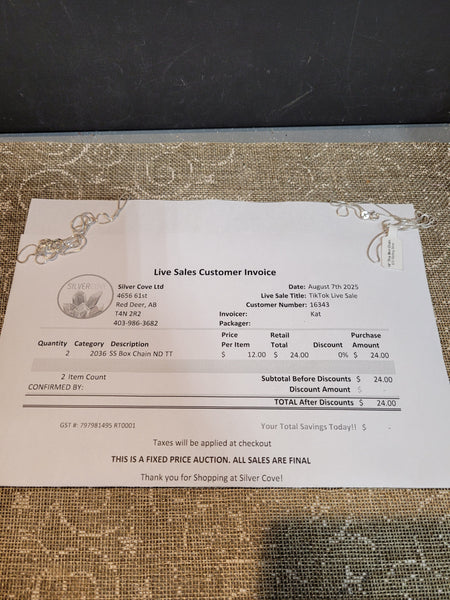 Live Sales Customer Invoice
SILVER COVE
Silver Cove Ltd
4656 61st
Red Deer, AB
T4N 2R2
403-986-3682
Date: August 7th 2025
Live Sale Title: TikTok Live Sale
Customer Number: 16343
Invoicer: Kat
Packager:
Quantity Category Description Price Per Item Retail Total Discount Purchase Amount
2 2036 SS Box Chain ND TT $ 12.00 $ 24.00 0% $ 24.00
2 Item Count
CONFIRMED BY:
Subtotal Before Discounts $ 24.00
Discount Amount $ -
TOTAL After Discounts $ 24.00
GST #: 797981495 RT0001
Your Total Savings Today!! $ -
Taxes will be applied at checkout
THIS IS A FIXED PRICE AUCTION. ALL SALES ARE FINAL
Thank you for Shopping at Silver Cove!